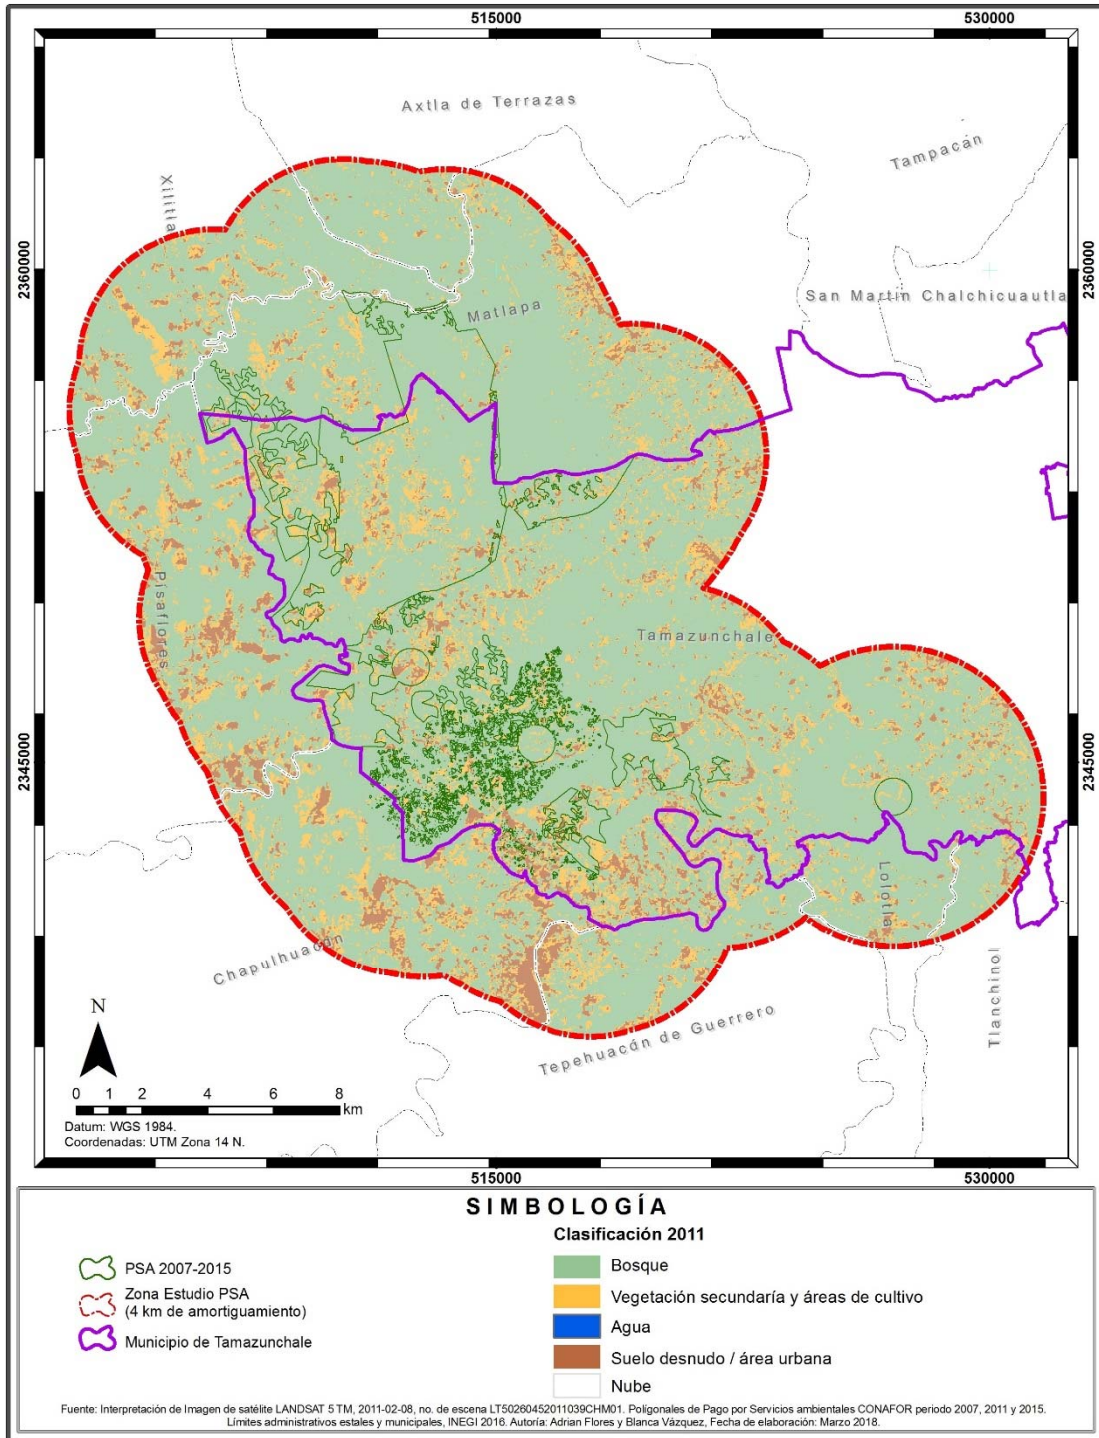 515000
530000
Axtla de Terrazas
Tampacán
Xilitla
2360000
2360000
San Martín Chalchicuautla
Matlapa
Pisaflores
Tamazunchale
2345000
2345000
Lolotla
Chapulhuacán
Tlanchinol
Tepehuacán de Guerrero
N
0 1 2 4 6 8
km
Datum: WGS 1984.
Coordenadas: UTM Zona 14 N.
515000
530000
SIMBOLOGÍA
Clasificación 2011
PSA 2007-2015
Zona Estudio PSA
(4 km de amortiguamiento)
Municipio de Tamazunchale
Bosque
Vegetación secundaría y áreas de cultivo
Agua
Suelo desnudo / área urbana
Nube
Fuente: Interpretación de Imagen de satélite LANDSAT 5 TM, 2011-02-08, no. de escena LT50260452011039CHM01. Polígonales de Pago por Servicios ambientales CONAFOR periodo 2007, 2011 y 2015.
Límites administrativos estales y municipales, INEGI 2016. Autoría: Adrian Flores y Blanca Vázquez, Fecha de elaboración: Marzo 2018.